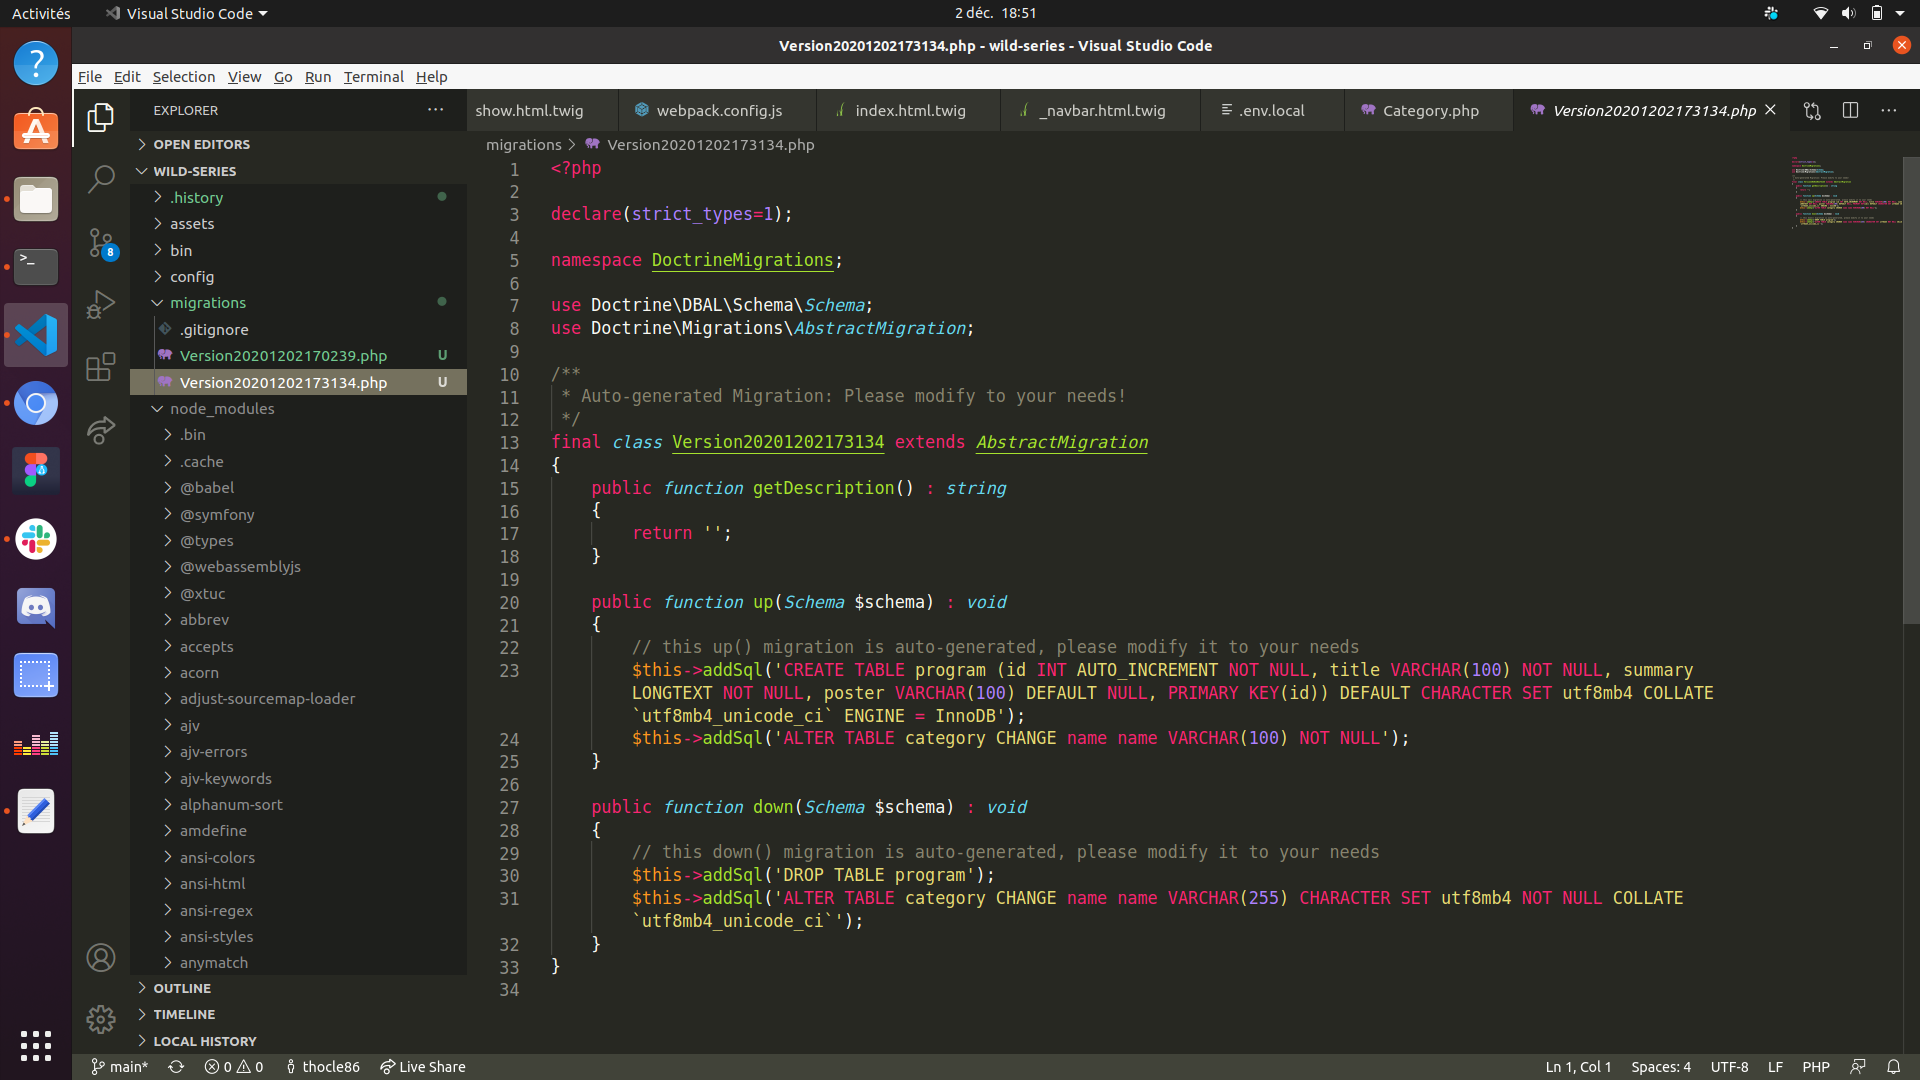 Activités
Visual Studio Code
2 déc. 18:51
Version20201202173134.php - wild-series - Visual Studio Code
File Edit Selection View Go Run Terminal Help
EXPLORER
show.html.twig
webpack.config.js
index.html.twig
_navbar.html.twig
.env.local
Category.php
Version20201202173134.php
OPEN EDITORS
WILD-SERIES
.history
assets
bin
config
migrations
.gitignore
Version20201202170239.php U
Version20201202173134.php U
node_modules
.bin
.cache
@babel
@symfony
@types
@webassemblyjs
@xtuc
abbrev
accepts
acorn
adjust-sourcemap-loader
ajv
ajv-errors
ajv-keywords
alphanum-sort
amdefine
ansi-colors
ansi-html
ansi-regex
ansi-styles
anymatch
OUTLINE
TIMELINE
LOCAL HISTORY
8
migrations > Version20201202173134.php
1 <?php
2
3 declare(strict_types=1);
4
5 namespace DoctrineMigrations;
6
7 use Doctrine\DBAL\Schema\Schema;
8 use Doctrine\Migrations\AbstractMigration;
9
10 /**
11 * Auto-generated Migration: Please modify to your needs!
12 */
13 final class Version20201202173134 extends AbstractMigration
14 {
15 public function getDescription() : string
16 {
17 return '';
18 }
19
20 public function up(Schema $schema) : void
21 {
22 // this up() migration is auto-generated, please modify it to your needs
23 $this->addSql('CREATE TABLE program (id INT AUTO_INCREMENT NOT NULL, title VARCHAR(100) NOT NULL, summary
LONGTEXT NOT NULL, poster VARCHAR(100) DEFAULT NULL, PRIMARY KEY(id)) DEFAULT CHARACTER SET utf8mb4 COLLATE
`utf8mb4_unicode_ci` ENGINE = InnoDB');
24 $this->addSql('ALTER TABLE category CHANGE name name VARCHAR(100) NOT NULL');
25 }
26
27 public function down(Schema $schema) : void
28 {
29 // this down() migration is auto-generated, please modify it to your needs
30 $this->addSql('DROP TABLE program');
31 $this->addSql('ALTER TABLE category CHANGE name name VARCHAR(255) CHARACTER SET utf8mb4 NOT NULL COLLATE
`utf8mb4_unicode_ci`');
32 }
33 }
34
main* 0 0 thocle86 Live Share
Ln 1, Col 1 Spaces: 4 UTF-8 LF PHP